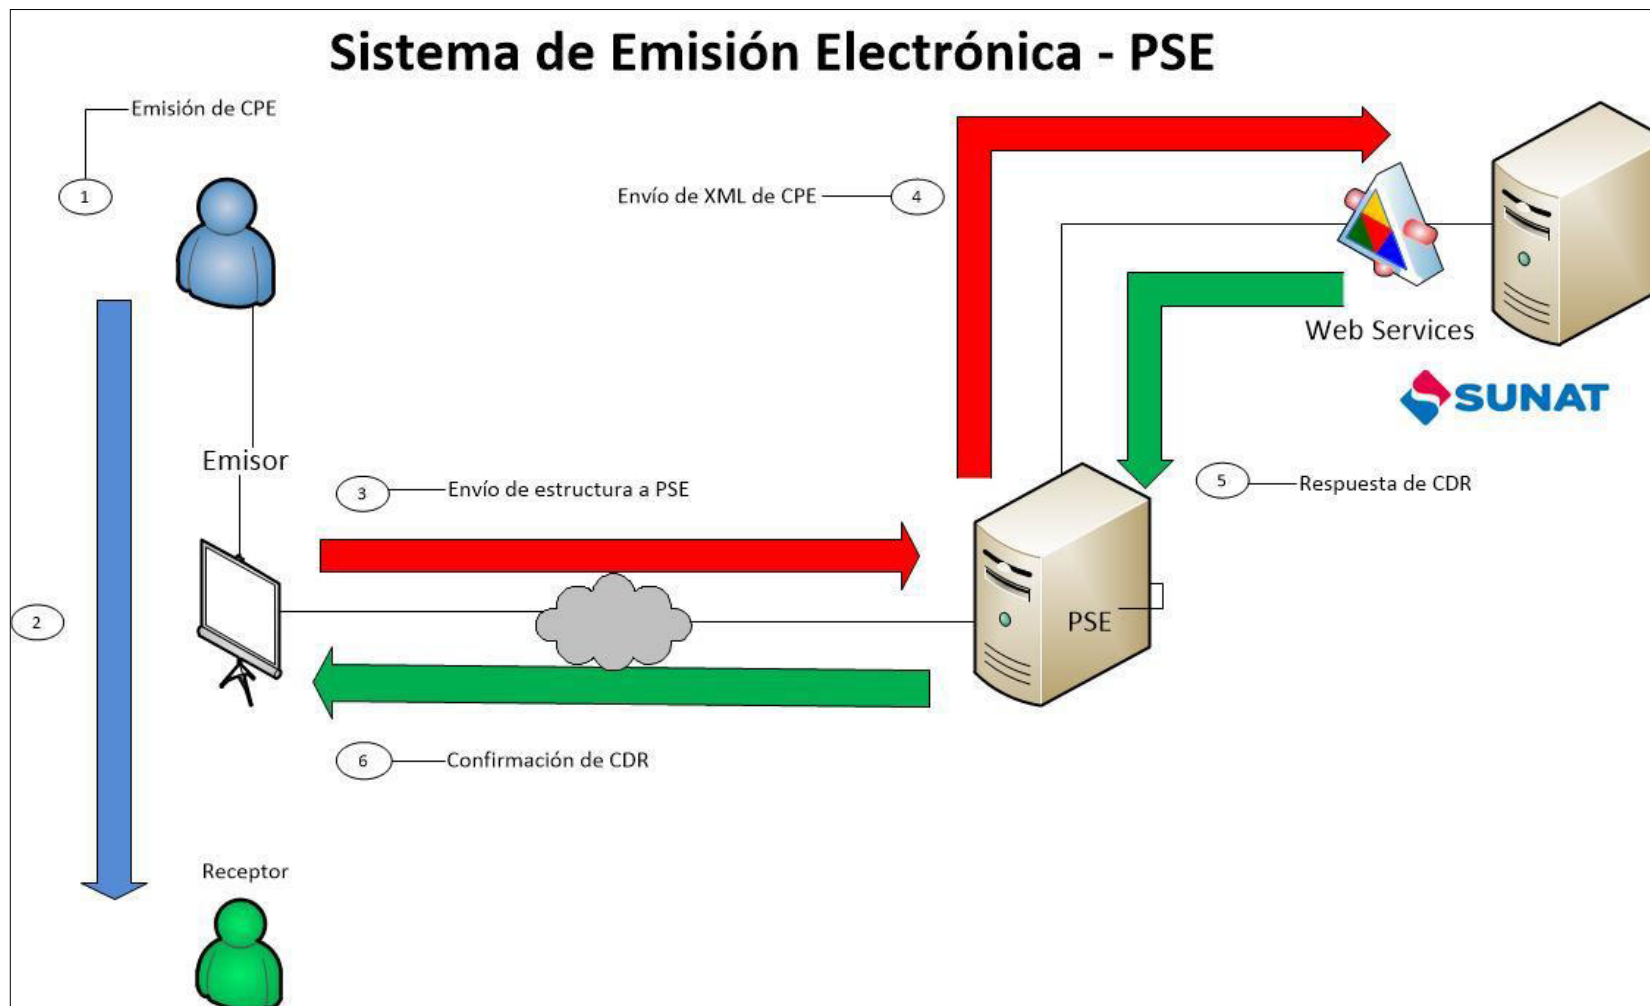 Sistema de Emisión Electrónica - PSE
Emisión de CPE
1
Envío de XML de CPE
4
Web Services
SUNAT
Emisor
3
Envío de estructura a PSE
5
Respuesta de CDR
2
PSE
6
Confirmación de CDR
Receptor